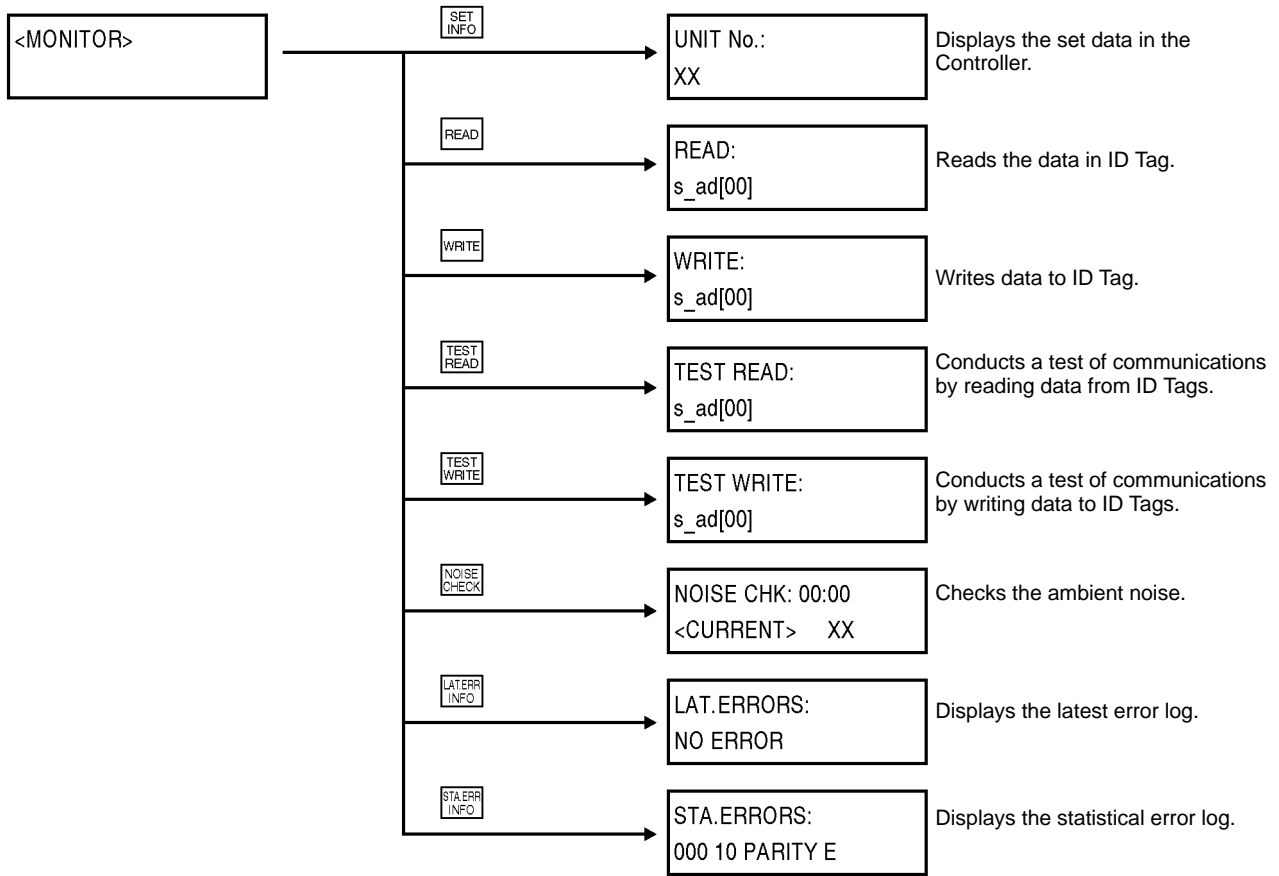 <MONITOR>
SET
INFO
UNIT No.:
XX
Displays the set data in the
Controller.
READ
READ:
s_ad[00]
Reads the data in ID Tag.
WRITE
WRITE:
s_ad[00]
Writes data to ID Tag.
TEST
READ
TEST READ:
s_ad[00]
Conducts a test of communications
by reading data from ID Tags.
TEST
WRITE
TEST WRITE:
s_ad[00]
Conducts a test of communications
by writing data to ID Tags.
NOISE
CHECK
NOISE CHK: 00:00
<CURRENT> XX
Checks the ambient noise.
LAT.ERR
INFO
LAT.ERRORS:
NO ERROR
Displays the latest error log.
STA.ERR
INFO
STA.ERRORS:
000 10 PARITY E
Displays the statistical error log.